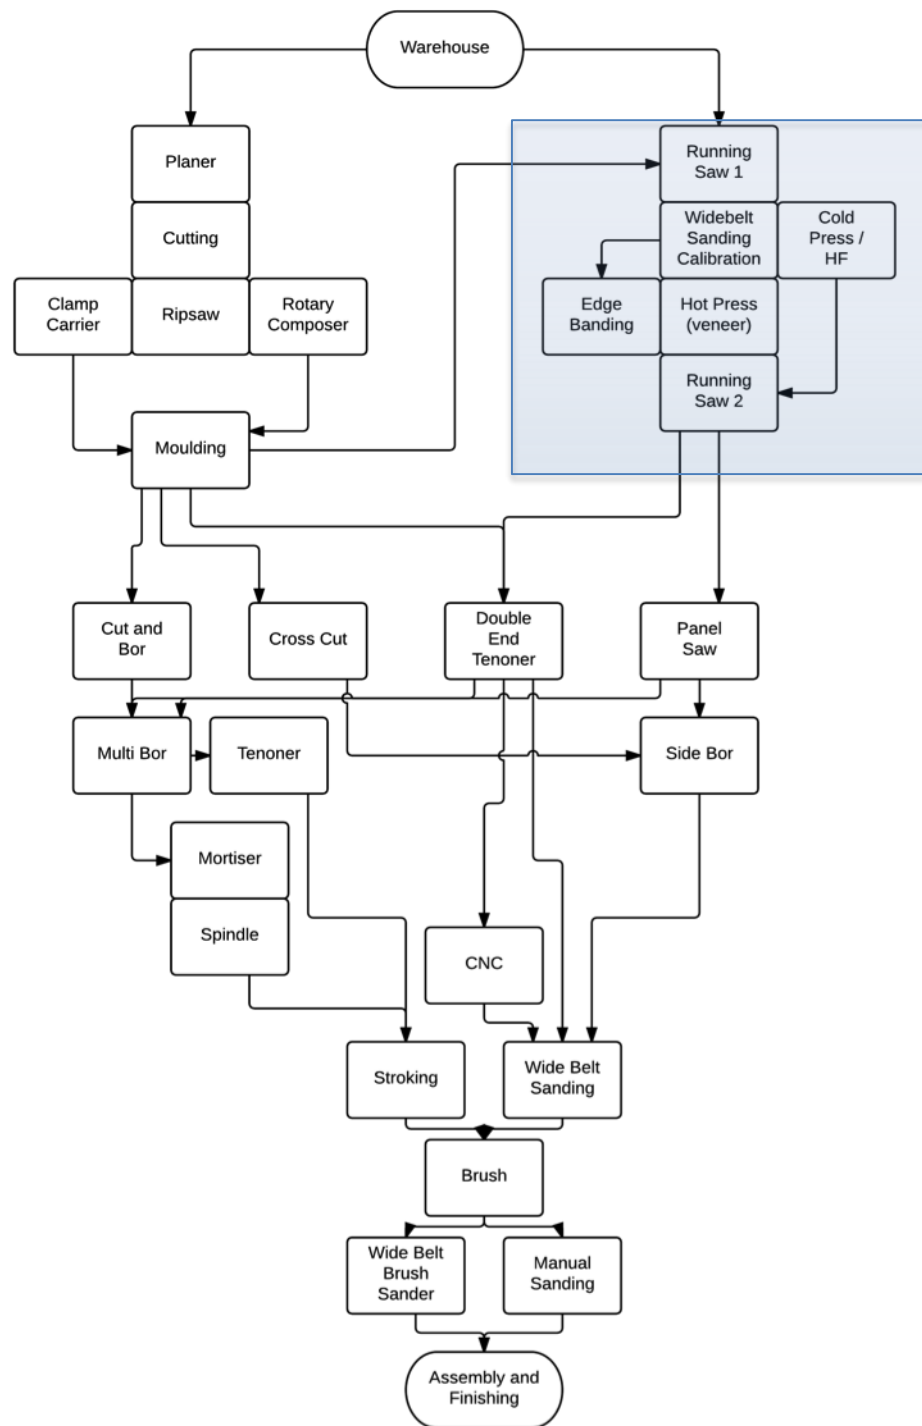 Warehouse
Planer
Running
Saw 1
Cutting
Widebelt
Sanding
Calibration
Cold
Press /
HF
Clamp
Carrier
Ripsaw
Rotary
Composer
Edge
Banding
Hot Press
(veneer)
Running
Saw 2
Moulding
Cut and
Bor
Cross Cut
Double
End
Tenoner
Panel
Saw
Multi Bor
Tenoner
Side Bor
Mortiser
Spindle
CNC
Stroking
Wide Belt
Sanding
Brush
Wide Belt
Brush
Sander
Manual
Sanding
Assembly and
Finishing